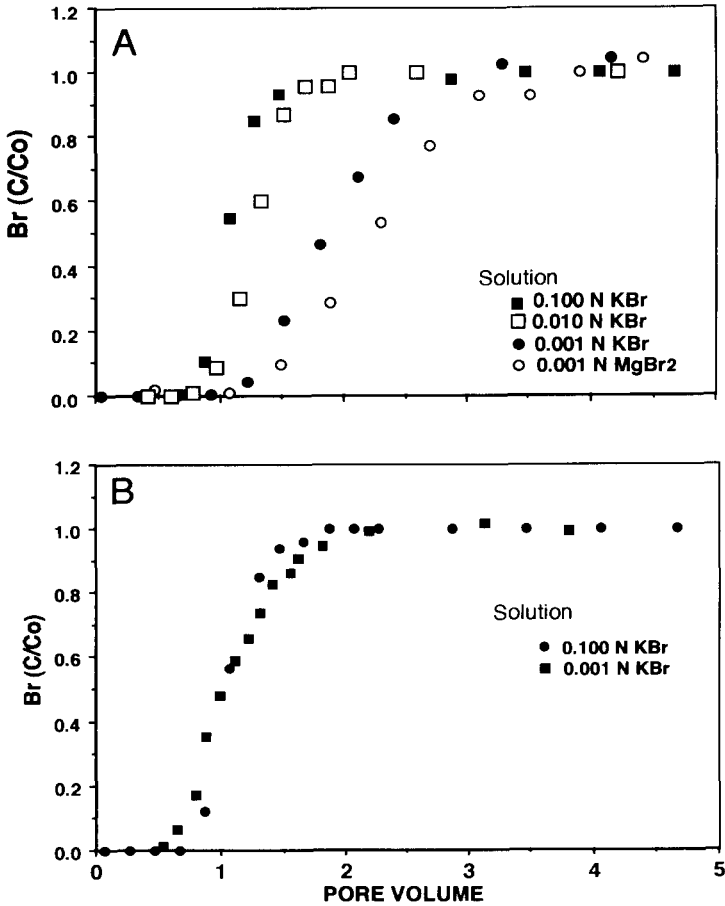 A
1.2
1.0
0.8
0.6
0.4
0.2
0.0
Br (C/Co)
Solution
0.100 N KBr
0.010 N KBr
0.001 N KBr
0.001 N MgBr2
B
1.2
1.0
0.8
0.6
0.4
0.2
0.0
Br (C/Co)
Solution
0.100 N KBr
0.001 N KBr
0 1 2 3 4 5
PORE VOLUME